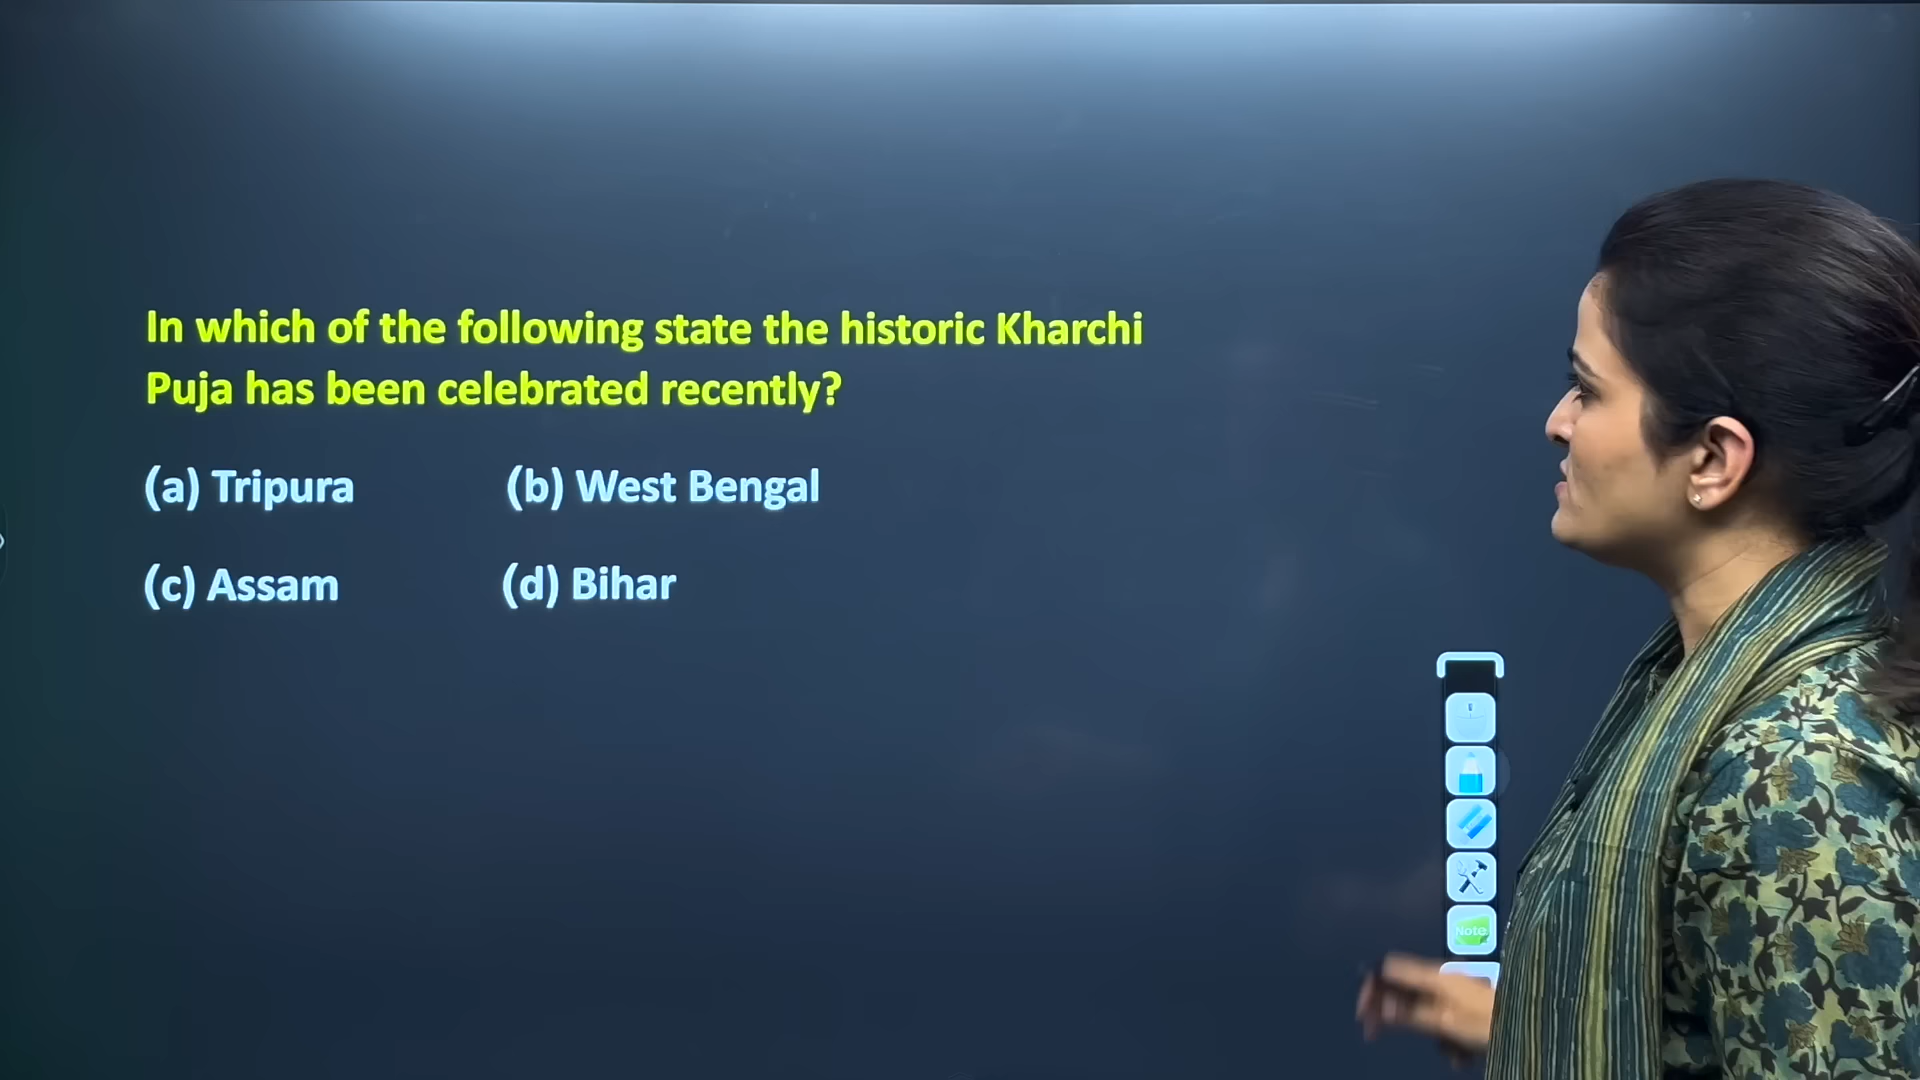 In which of the following state the historic Kharchi
Puja has been celebrated recently?
(a) Tripura (b) West Bengal
(c) Assam (d) Bihar
Note